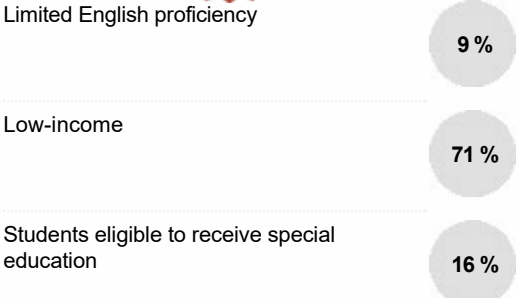 Limited English proficiency
9 %
Low-income
71 %
Students eligible to receive special
education
16 %